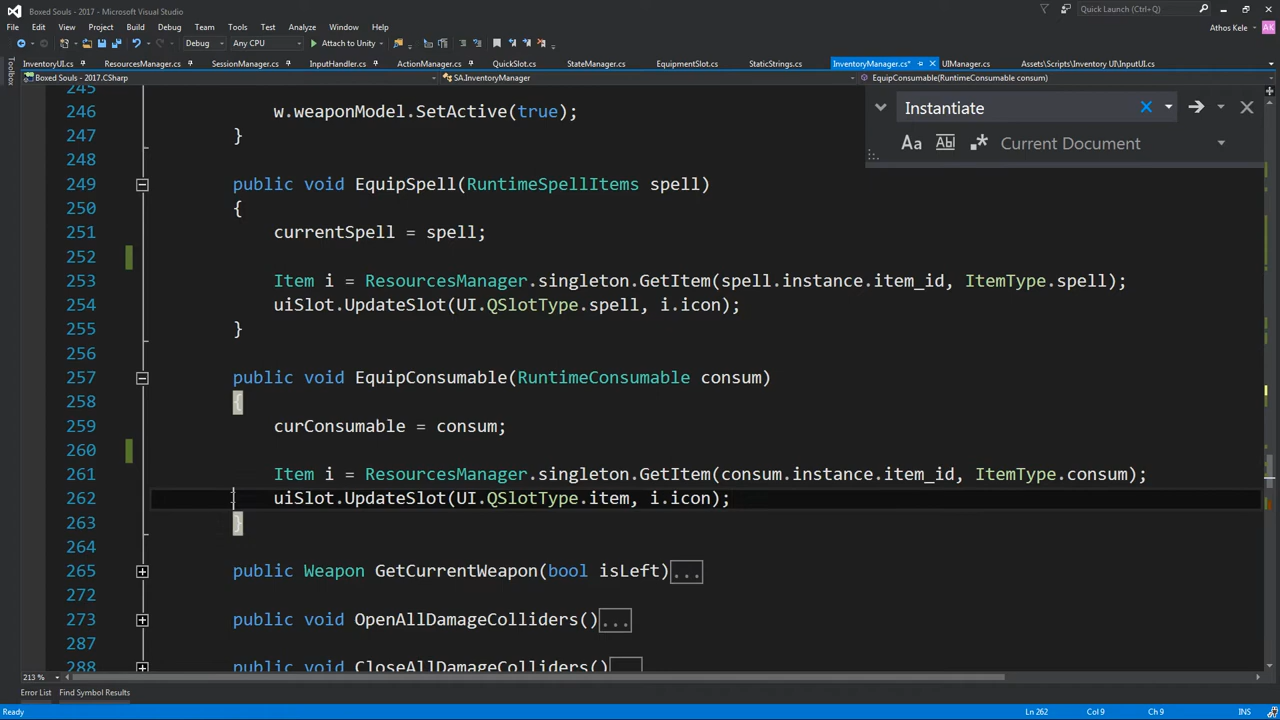 Boxed Souls - 2017 - Microsoft Visual Studio
Quick Launch (Ctrl+Q)
File Edit View Project Build Debug Team Tools Test Analyze Window Help
Athos Kele AK
Debug Any CPU Attach to Unity
Toolbox
InventoryUI.cs ResourcesManager.cs SessionManager.cs InputHandler.cs ActionManager.cs QuickSlot.cs StateManager.cs EquipmentSlot.cs StaticStrings.cs InventoryManager.cs* UIManager.cs Assets\Scripts\Inventory UI\InputUI.cs
Boxed Souls - 2017.CSharp SA.InventoryManager EquipConsumable(RuntimeConsumable consum)
Instantiate
Aa Abl .* Current Document
245
246 w.weaponModel.SetActive(true);
247 }
248
249 public void EquipSpell(RuntimeSpellItems spell)
250 {
251 currentSpell = spell;
252
253 Item i = ResourcesManager.singleton.GetItem(spell.instance.item_id, ItemType.spell);
254 uiSlot.UpdateSlot(UI.QSlotType.spell, i.icon);
255 }
256
257 public void EquipConsumable(RuntimeConsumable consum)
258 {
259 curConsumable = consum;
260
261 Item i = ResourcesManager.singleton.GetItem(consum.instance.item_id, ItemType.consum);
262 uiSlot.UpdateSlot(UI.QSlotType.item, i.icon);
263 }
264
265 public Weapon GetCurrentWeapon(bool isLeft)...
272
273 public void OpenAllDamageColliders()...
287
288 public void CloseAllDamageColliders()...
213 %
Error List Find Symbol Results
Ready Ln 262 Col 9 Ch 9 INS